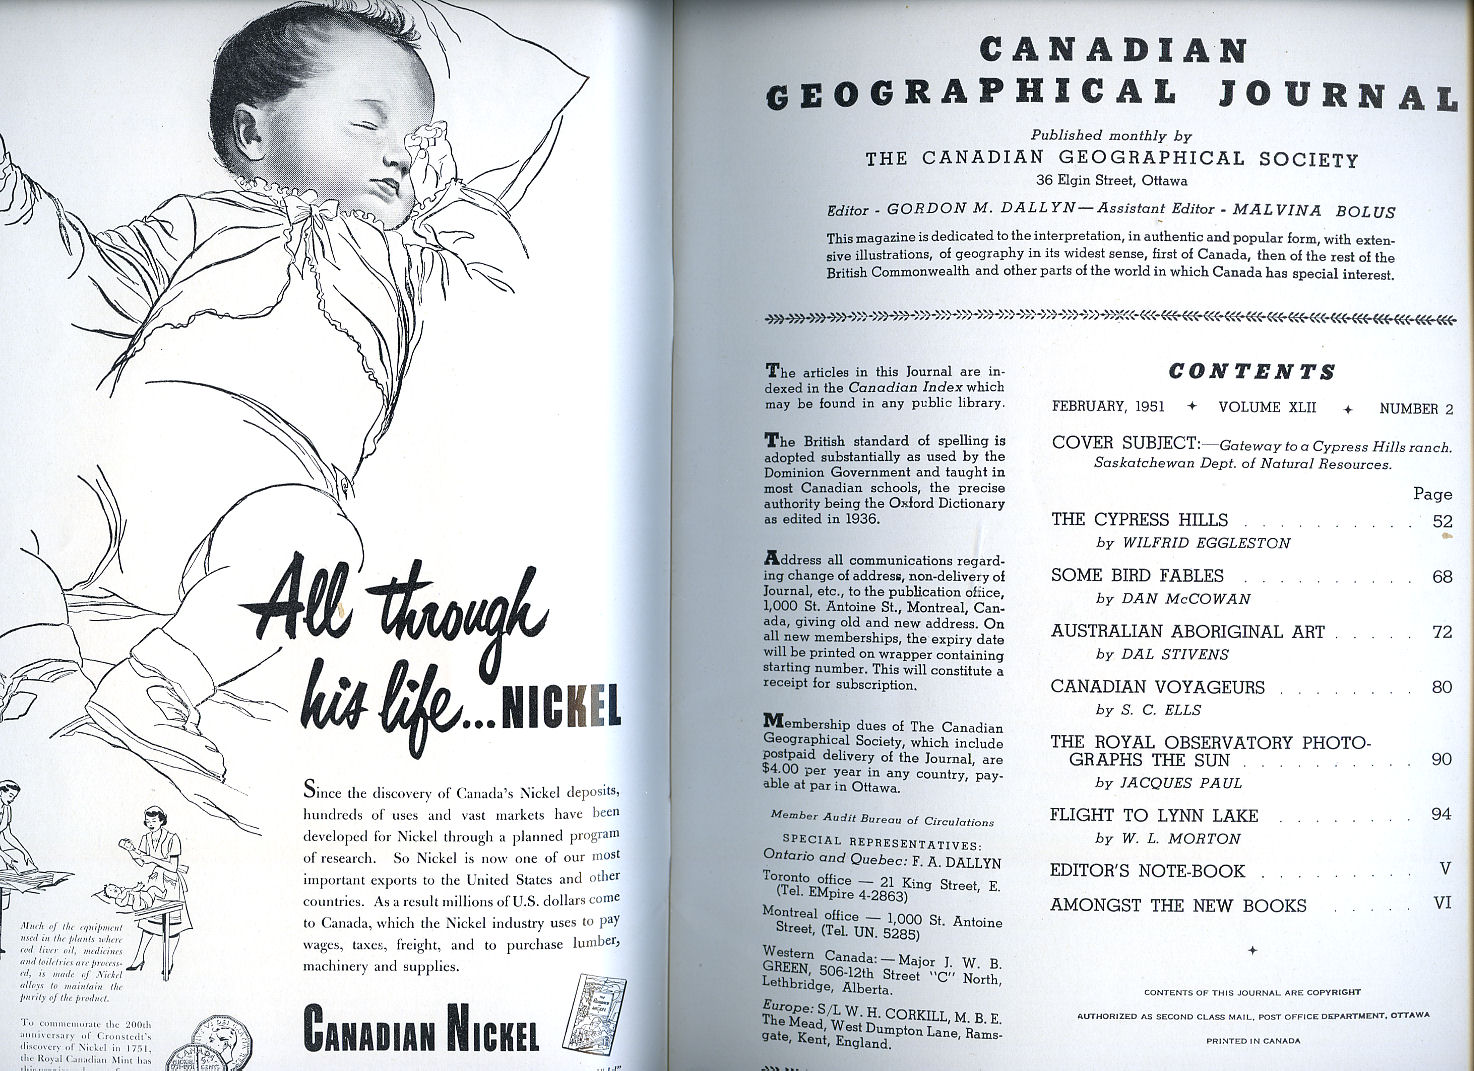 All through
his life...NICKEL
Since the discovery of Canada's Nickel deposits,
hundreds of uses and vast markets have been
developed for Nickel through a planned program
of research. So Nickel is now one of our most
important exports to the United States and other
countries. As a result millions of U.S. dollars come
to Canada, which the Nickel industry uses to pay
wages, taxes, freight, and to purchase lumber,
machinery and supplies.
CANADIAN NICKEL
Much of the equipment
used in the plants where
cod liver oil, medicines
and toiletries are process-
ed, is made of Nickel
alloys to maintain the
purity of the product.
To commemorate the 200th
anniversary of Cronstedt's
discovery of Nickel in 1751,
the Royal Canadian Mint has
CANADIAN
GEOGRAPHICAL JOURNAL
Published monthly by
THE CANADIAN GEOGRAPHICAL SOCIETY
36 Elgin Street, Ottawa
Editor - GORDON M. DALLYN—Assistant Editor - MALVINA BOLUS
This magazine is dedicated to the interpretation, in authentic and popular form, with exten-
sive illustrations, of geography in its widest sense, first of Canada, then of the rest of the
British Commonwealth and other parts of the world in which Canada has special interest.
The articles in this Journal are in-
dexed in the Canadian Index which
may be found in any public library.
The British standard of spelling is
adopted substantially as used by the
Dominion Government and taught in
most Canadian schools, the precise
authority being the Oxford Dictionary
as edited in 1936.
Address all communications regard-
ing change of address, non-delivery of
Journal, etc., to the publication office,
1,000 St. Antoine St., Montreal, Can-
ada, giving old and new address. On
all new memberships, the expiry date
will be printed on wrapper containing
starting number. This will constitute a
receipt for subscription.
Membership dues of The Canadian
Geographical Society, which include
postpaid delivery of the Journal, are
$4.00 per year in any country, pay-
able at par in Ottawa.
Member Audit Bureau of Circulations
SPECIAL REPRESENTATIVES:
Ontario and Quebec: F. A. DALLYN
Toronto office — 21 King Street, E.
(Tel. EMpire 4-2863)
Montreal office — 1,000 St. Antoine
Street, (Tel. UN. 5285)
Western Canada: — Major J. W. B.
GREEN, 506-12th Street "C" North,
Lethbridge, Alberta.
Europe: S/L W. H. CORKILL, M. B. E.
The Mead, West Dumpton Lane, Rams-
gate, Kent, England.
CONTENTS
FEBRUARY, 1951 ✦ VOLUME XLII ✦ NUMBER 2
COVER SUBJECT:—Gateway to a Cypress Hills ranch.
Saskatchewan Dept. of Natural Resources.
Page
THE CYPRESS HILLS . . . . . . . . . . 52
by WILFRID EGGLESTON
SOME BIRD FABLES . . . . . . . . . . 68
by DAN McCOWAN
AUSTRALIAN ABORIGINAL ART . . . . . 72
by DAL STIVENS
CANADIAN VOYAGEURS . . . . . . . . 80
by S. C. ELLS
THE ROYAL OBSERVATORY PHOTO-
GRAPHS THE SUN . . . . . . . . . . 90
by JACQUES PAUL
FLIGHT TO LYNN LAKE . . . . . . . . 94
by W. L. MORTON
EDITOR'S NOTE-BOOK . . . . . . . . . V
AMONGST THE NEW BOOKS . . . . . VI
CONTENTS OF THIS JOURNAL ARE COPYRIGHT
AUTHORIZED AS SECOND CLASS MAIL, POST OFFICE DEPARTMENT, OTTAWA
PRINTED IN CANADA